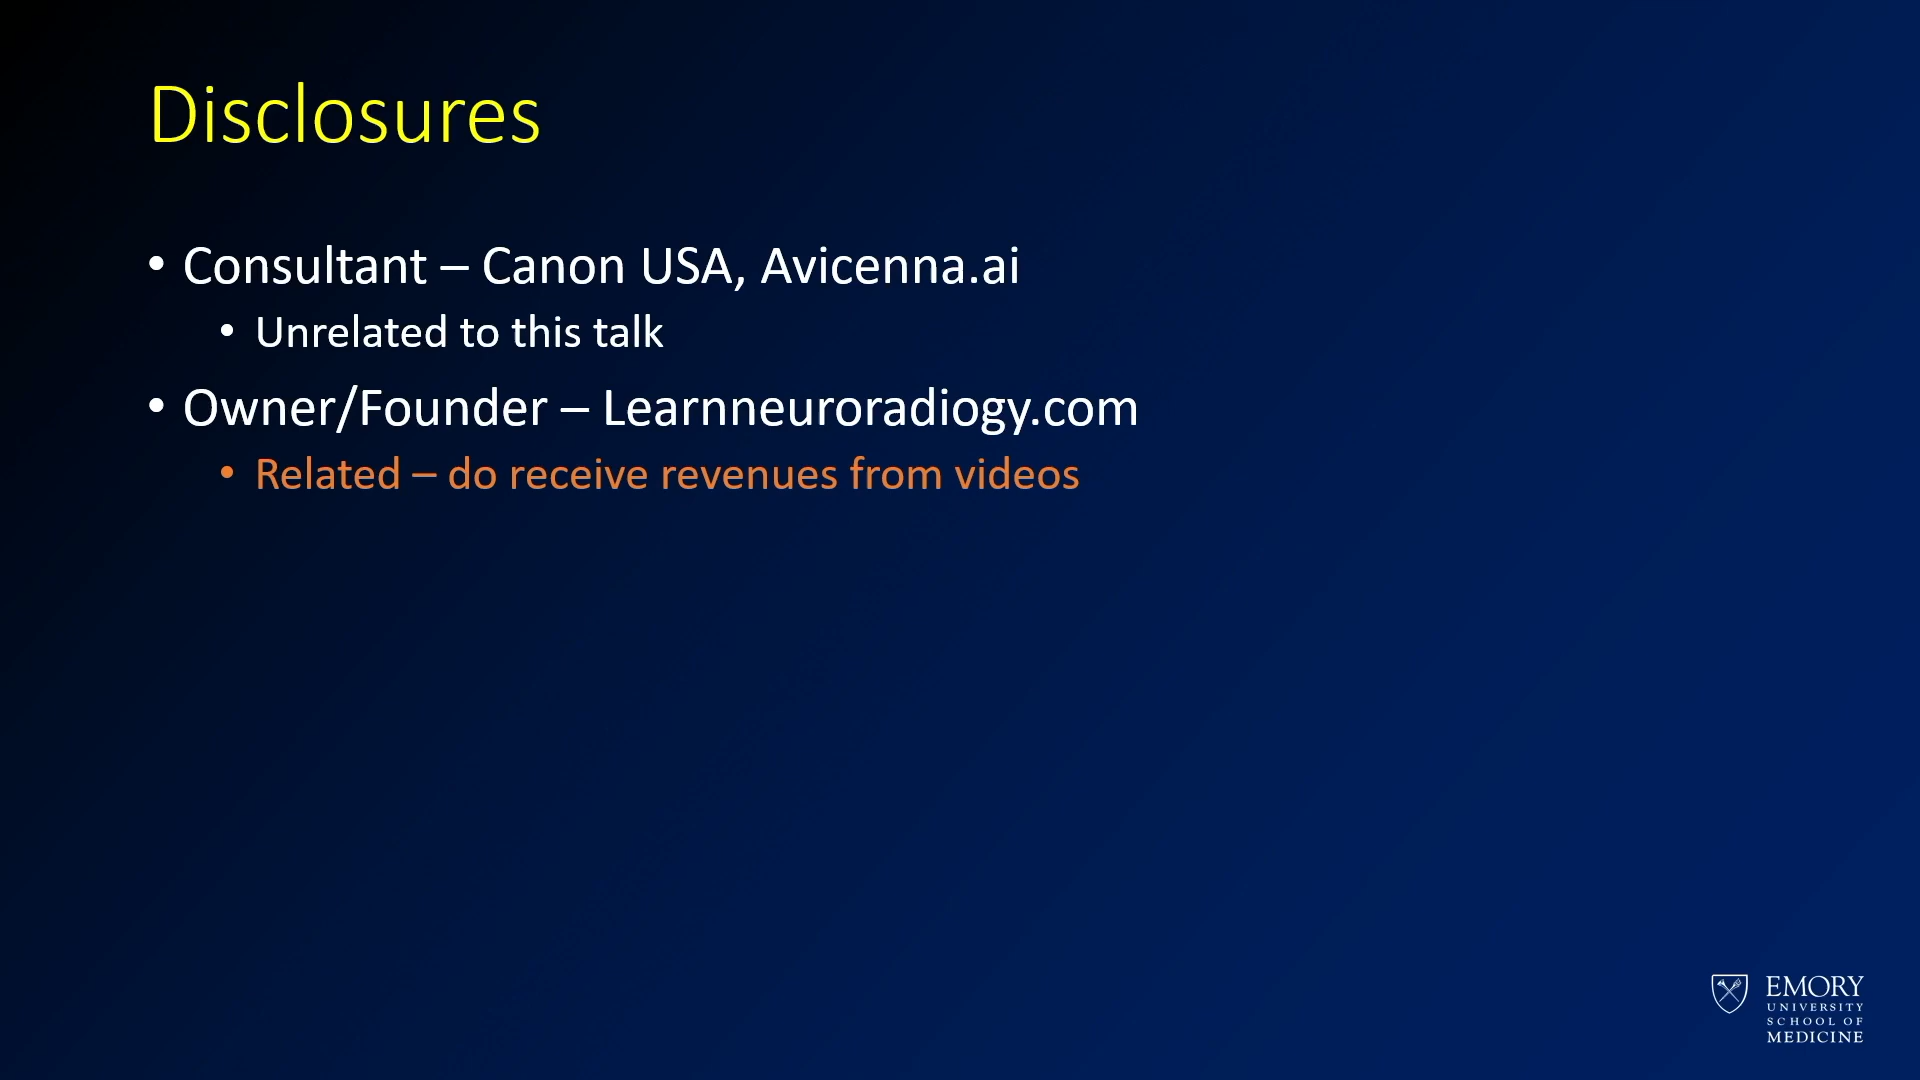 Disclosures
• Consultant – Canon USA, Avicenna.ai
• Unrelated to this talk
• Owner/Founder – Learnneuroradiogy.com
• Related – do receive revenues from videos
EMORY
UNIVERSITY
SCHOOL OF
MEDICINE